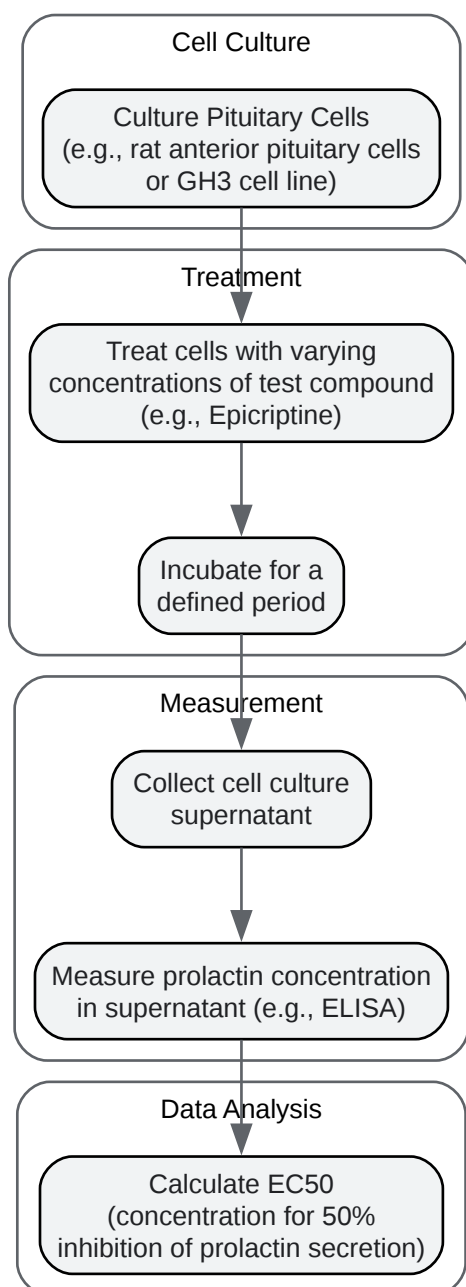 Cell Culture
Culture Pituitary Cells
(e.g., rat anterior pituitary cells
or GH3 cell line)
Treatment
Treat cells with varying
concentrations of test compound
(e.g., Epicriptine)
Incubate for a
defined period
Measurement
Collect cell culture
supernatant
Measure prolactin concentration
in supernatant (e.g., ELISA)
Data Analysis
Calculate EC50
(concentration for 50%
inhibition of prolactin secretion)